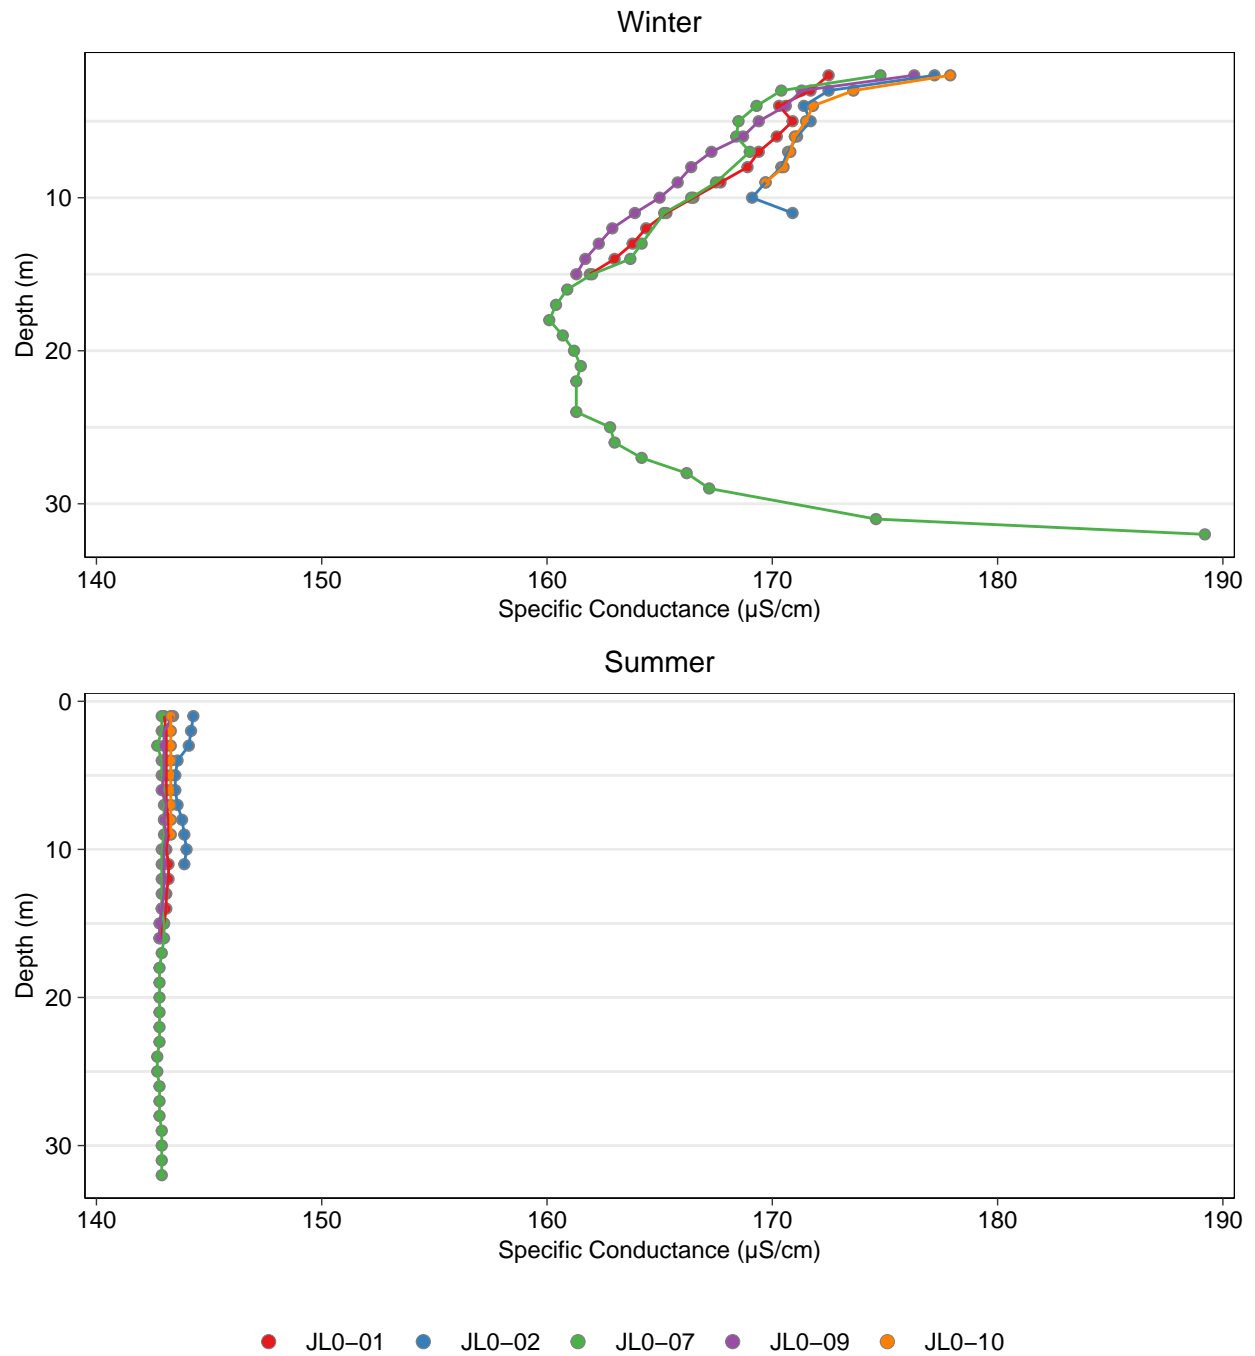 Winter
Depth (m)
10
20
30
140 150 160 170 180 190
Specific Conductance (µS/cm)
Summer
Depth (m)
0
10
20
30
140 150 160 170 180 190
Specific Conductance (µS/cm)
JL0−01 JL0−02 JL0−07 JL0−09 JL0−10